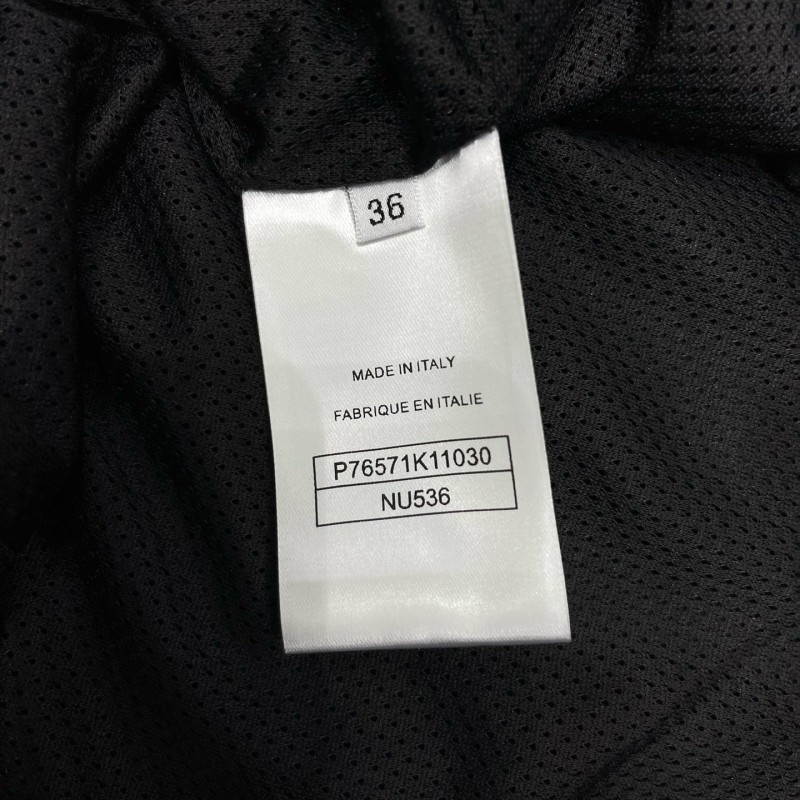 36
MADE IN ITALY
FABRIQUE EN ITALIE
P76571K11030
NU536